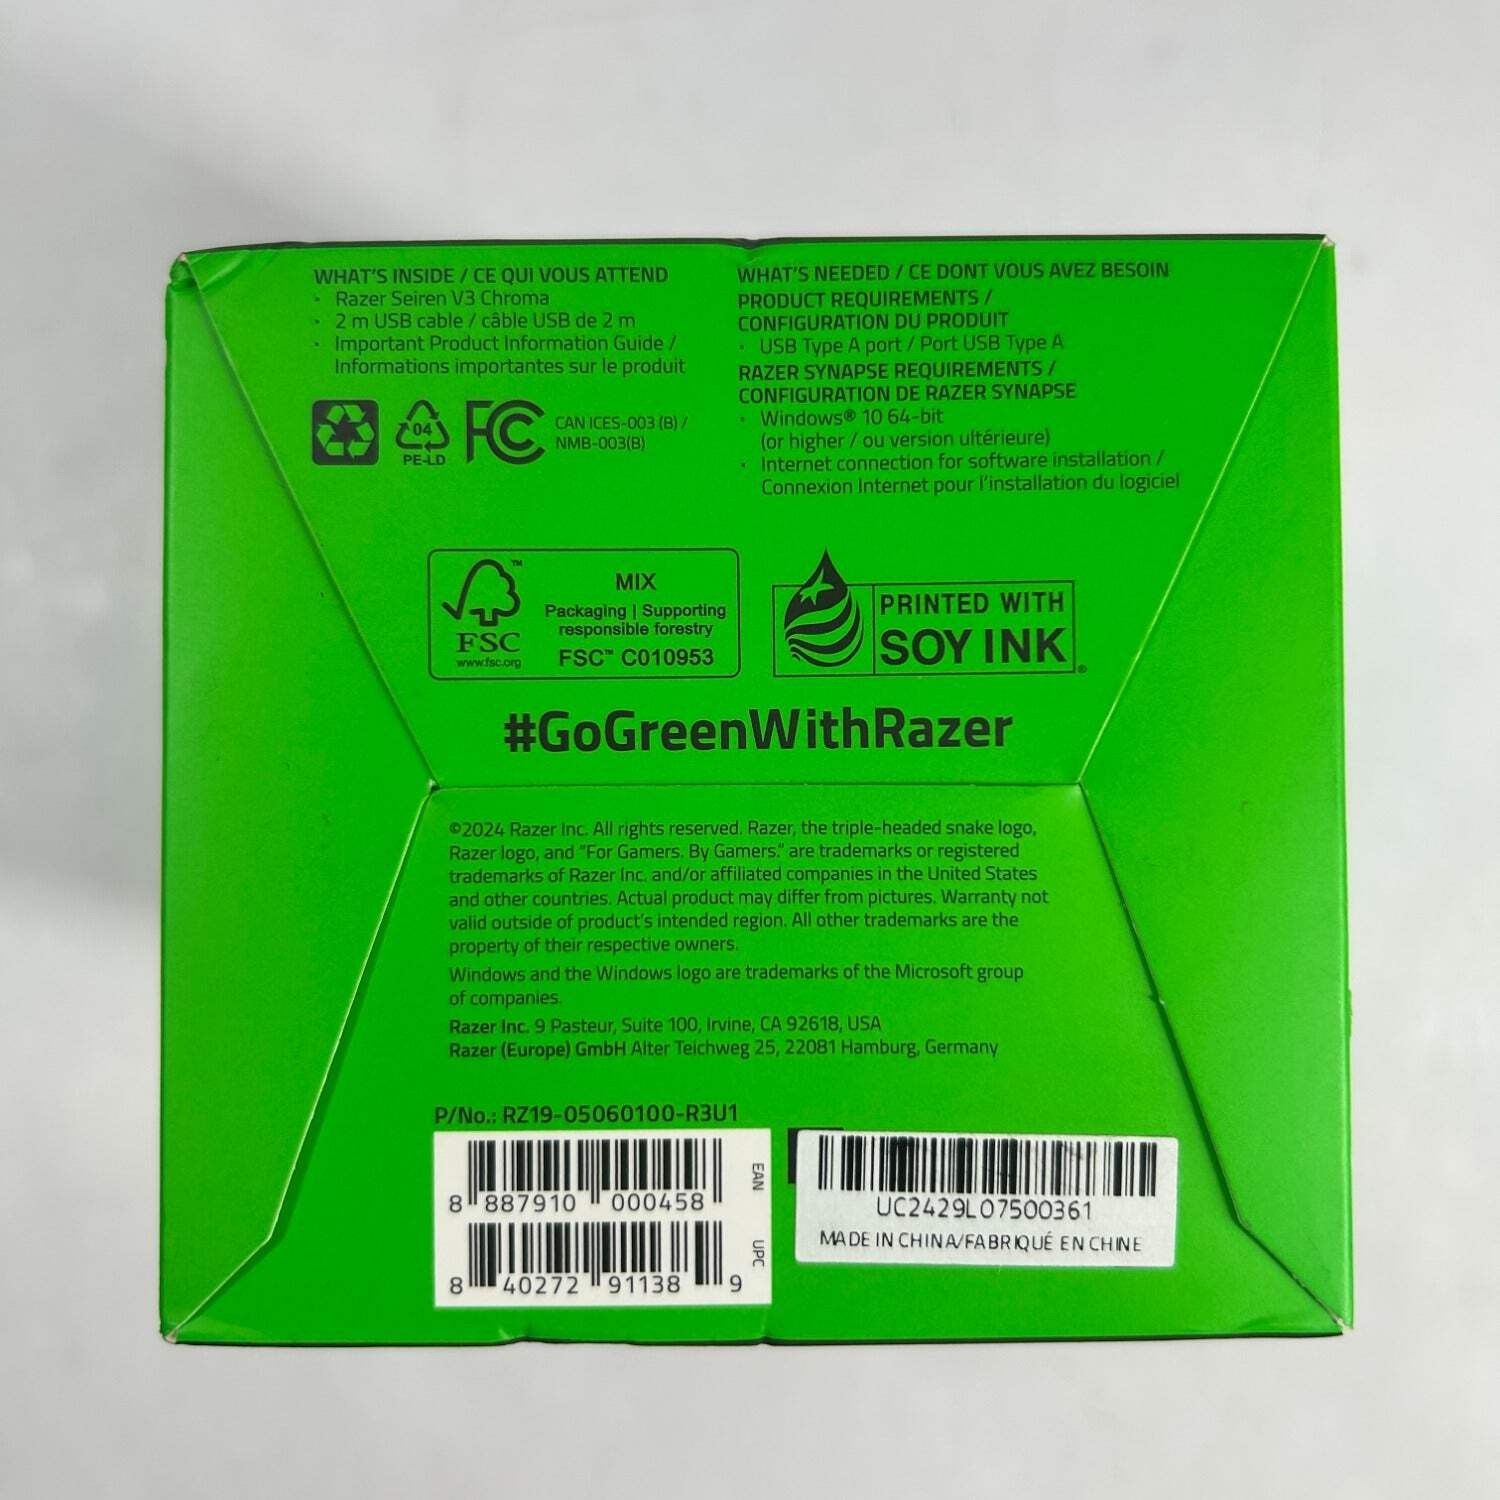 WHAT'S INSIDE / CE QUI VOUS ATTEND
· Razer Seiren V3 Chroma
· 2 m USB cable / câble USB de 2 m
· Important Product Information Guide /
Informations importantes sur le produit
04
PE-LD
FC
CAN ICES-003 (B) /
NMB-003(B)
WHAT'S NEEDED / CE DONT VOUS AVEZ BESOIN
PRODUCT REQUIREMENTS /
CONFIGURATION DU PRODUIT
· USB Type A port / Port USB Type A
RAZER SYNAPSE REQUIREMENTS /
CONFIGURATION DE RAZER SYNAPSE
· Windows® 10 64-bit
(or higher / ou version ultérieure)
· Internet connection for software installation /
Connexion Internet pour l'installation du logiciel
™
FSC
www.fsc.org
MIX
Packaging | Supporting
responsible forestry
FSC™ C010953
PRINTED WITH
SOY INK
®
#GoGreenWithRazer
©2024 Razer Inc. All rights reserved. Razer, the triple-headed snake logo,
Razer logo, and "For Gamers. By Gamers." are trademarks or registered
trademarks of Razer Inc. and/or affiliated companies in the United States
and other countries. Actual product may differ from pictures. Warranty not
valid outside of product's intended region. All other trademarks are the
property of their respective owners.
Windows and the Windows logo are trademarks of the Microsoft group
of companies.
Razer Inc. 9 Pasteur, Suite 100, Irvine, CA 92618, USA
Razer (Europe) GmbH Alter Teichweg 25, 22081 Hamburg, Germany
P/No.: RZ19-05060100-R3U1
8 887910 000458
EAN
8 40272 91138 9
UPC
UC2429L07500361
MADE IN CHINA/FABRIQUÉ EN CHINE